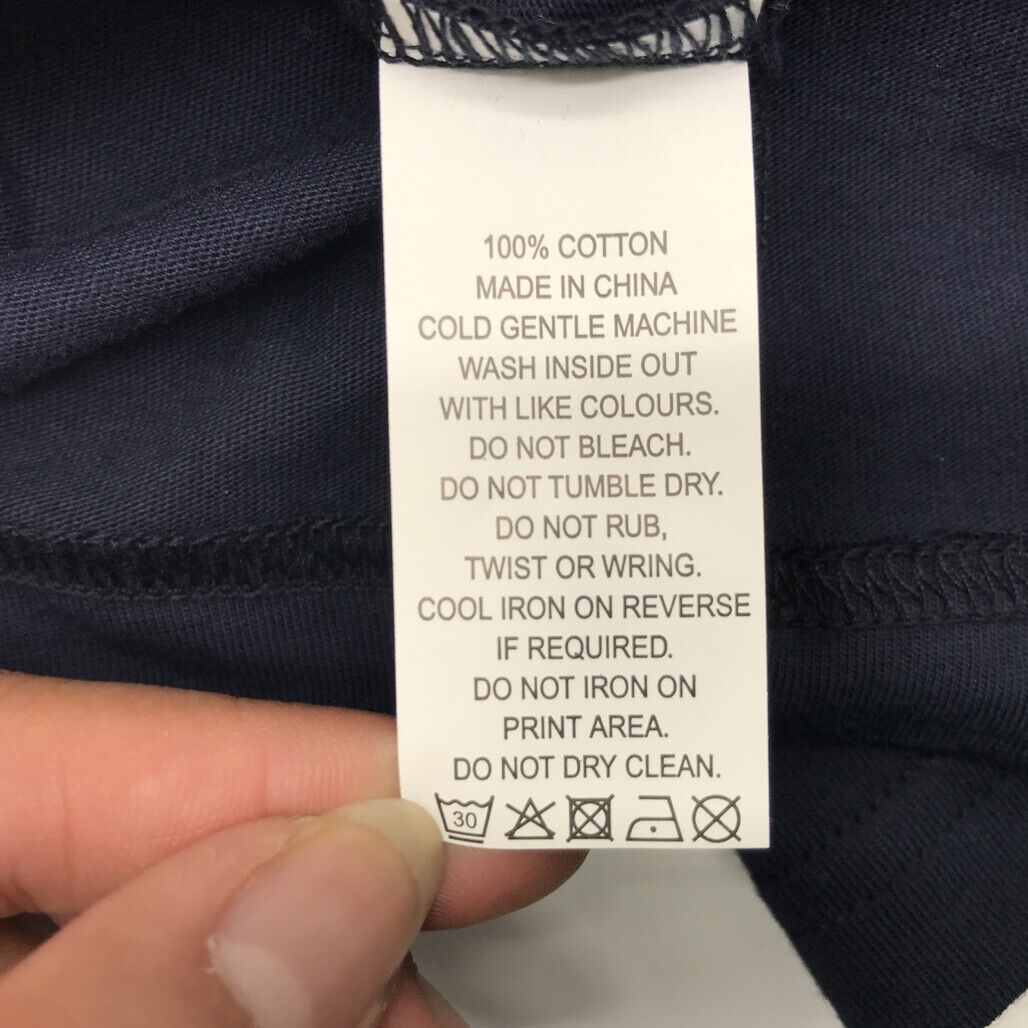 100% COTTON
MADE IN CHINA
COLD GENTLE MACHINE
WASH INSIDE OUT
WITH LIKE COLOURS.
DO NOT BLEACH.
DO NOT TUMBLE DRY.
DO NOT RUB,
TWIST OR WRING.
COOL IRON ON REVERSE
IF REQUIRED.
DO NOT IRON ON
PRINT AREA.
DO NOT DRY CLEAN.
30